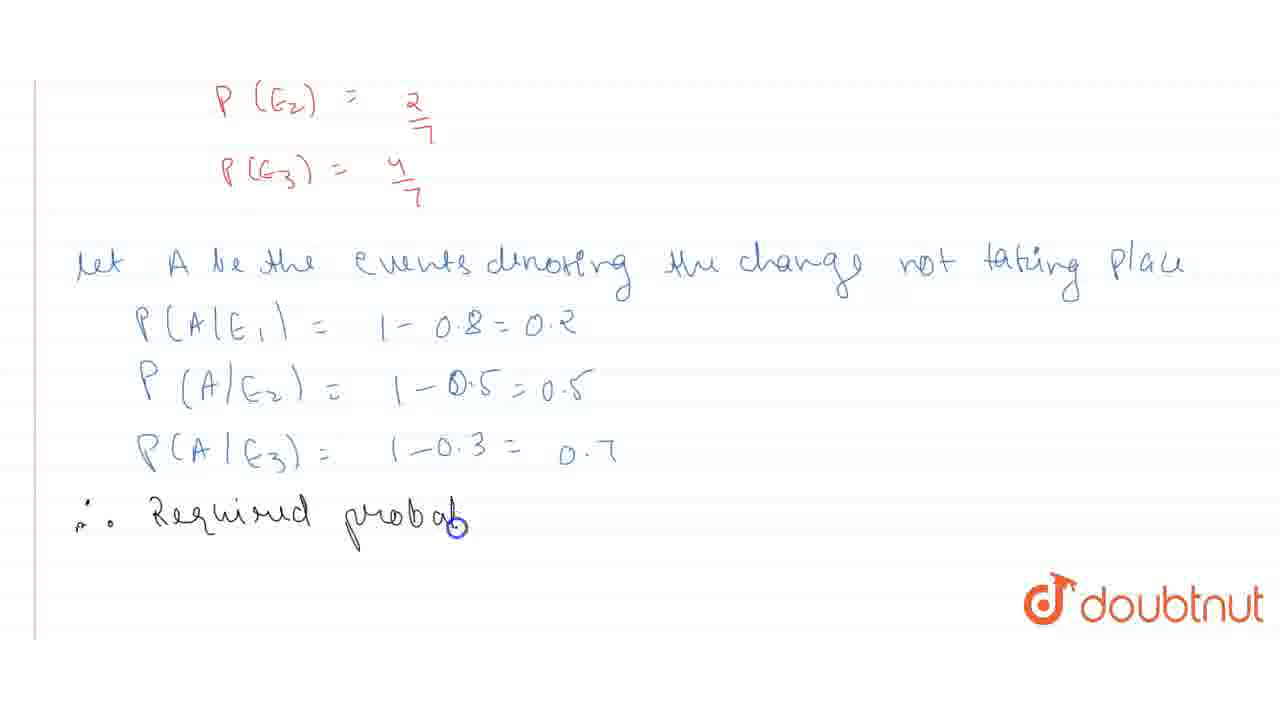 P(E2) = 2/7
P(E3) = 4/7
Let A be the events denoting the change not taking place
P(A|E1) = 1-0.8=0.2
P(A/E2) = 1-0.5=0.5
P(A|E3) = 1-0.3= 0.7
∴ Required probab
doubtnut